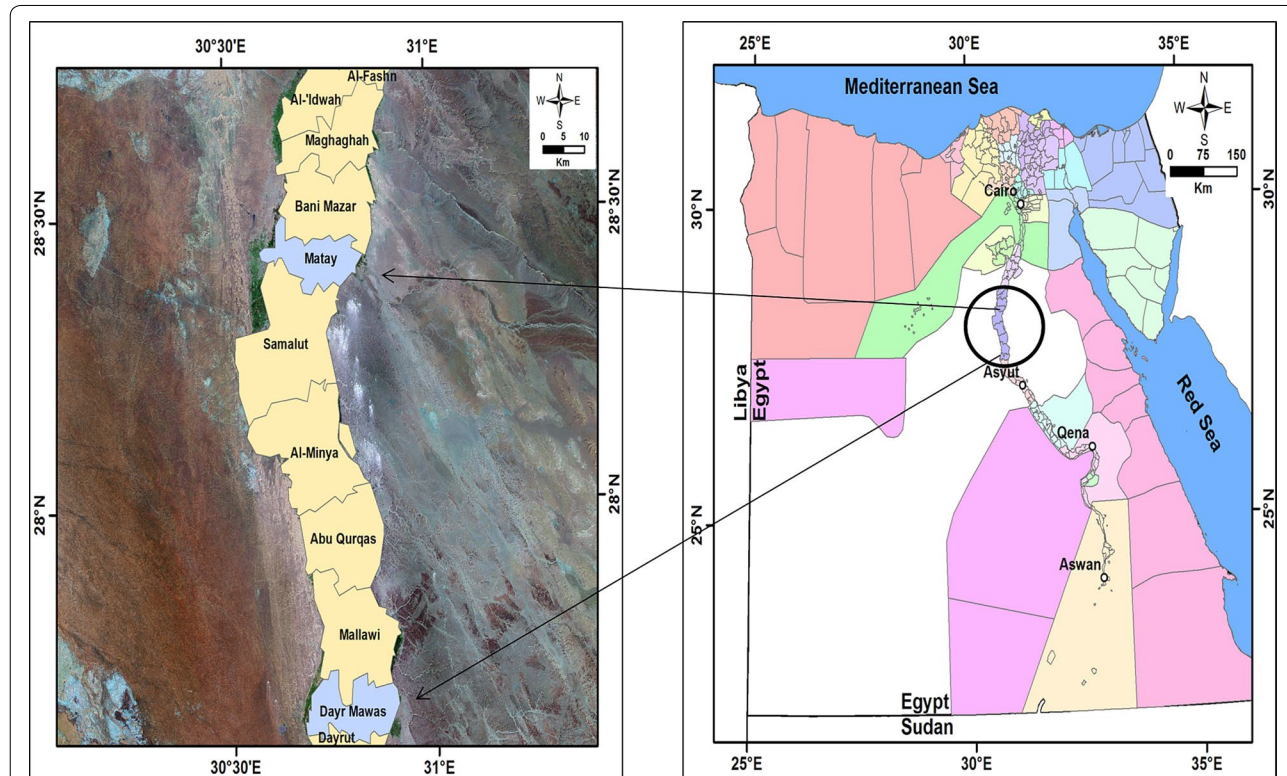 30°30'E 31°E
Al-Fashn
Al-'Idwah
Maghaghah
Bani Mazar
Matay
Samalut
Al-Minya
Abu Qurqas
Mallawi
Dayr Mawas
Dayrut
N
W E
S
0 5 10
Km
28°30'N
28°N
28°30'N
28°N
30°30'E 31°E
25°E 30°E 35°E
Mediterranean Sea
N
W E
S
0 75 150
Km
Cairo
Asyut
Qena
Aswan
Libya
Egypt
Red Sea
Egypt
Sudan
30°N
25°N
30°N
25°N
25°E 30°E 35°E